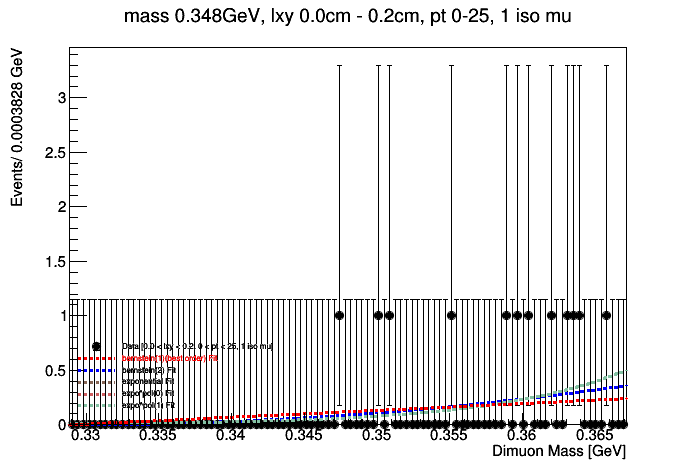 mass 0.348GeV, lxy 0.0cm - 0.2cm, pt 0-25, 1 iso mu
Events/ 0.0003828 GeV
3
2.5
2
1.5
1
0.5
0
Data [0.0 < lxy < 0.2, 0 < pt < 25, 1 iso mu]
bernstein(1) (best order) Fit
bernstein(2) Fit
exponential Fit
expo*pol(0) Fit
expo*pol(1) Fit
0.33 0.335 0.34 0.345 0.35 0.355 0.36 0.365
Dimuon Mass [GeV]